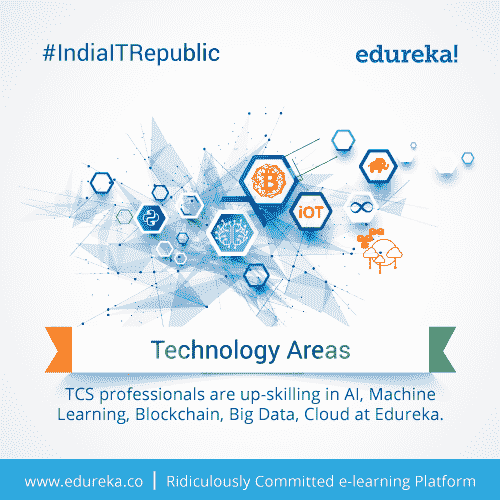 #IndiaITRepublic
edureka!
iOT
Technology Areas
TCS professionals are up-skilling in AI, Machine
Learning, Blockchain, Big Data, Cloud at Edureka.
www.edureka.co | Ridiculously Committed e-learning Platform